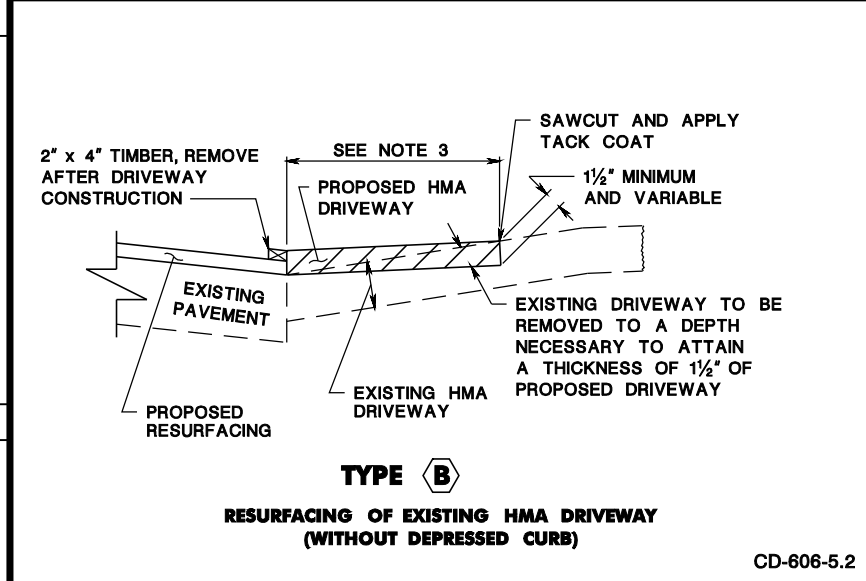 SAWCUT AND APPLY
TACK COAT
2" x 4" TIMBER, REMOVE
AFTER DRIVEWAY
CONSTRUCTION
SEE NOTE 3
1½" MINIMUM
AND VARIABLE
PROPOSED HMA
DRIVEWAY
EXISTING
PAVEMENT
EXISTING DRIVEWAY TO BE
REMOVED TO A DEPTH
NECESSARY TO ATTAIN
A THICKNESS OF 1½" OF
PROPOSED DRIVEWAY
EXISTING HMA
DRIVEWAY
PROPOSED
RESURFACING
TYPE B
RESURFACING OF EXISTING HMA DRIVEWAY
(WITHOUT DEPRESSED CURB)
CD-606-5.2